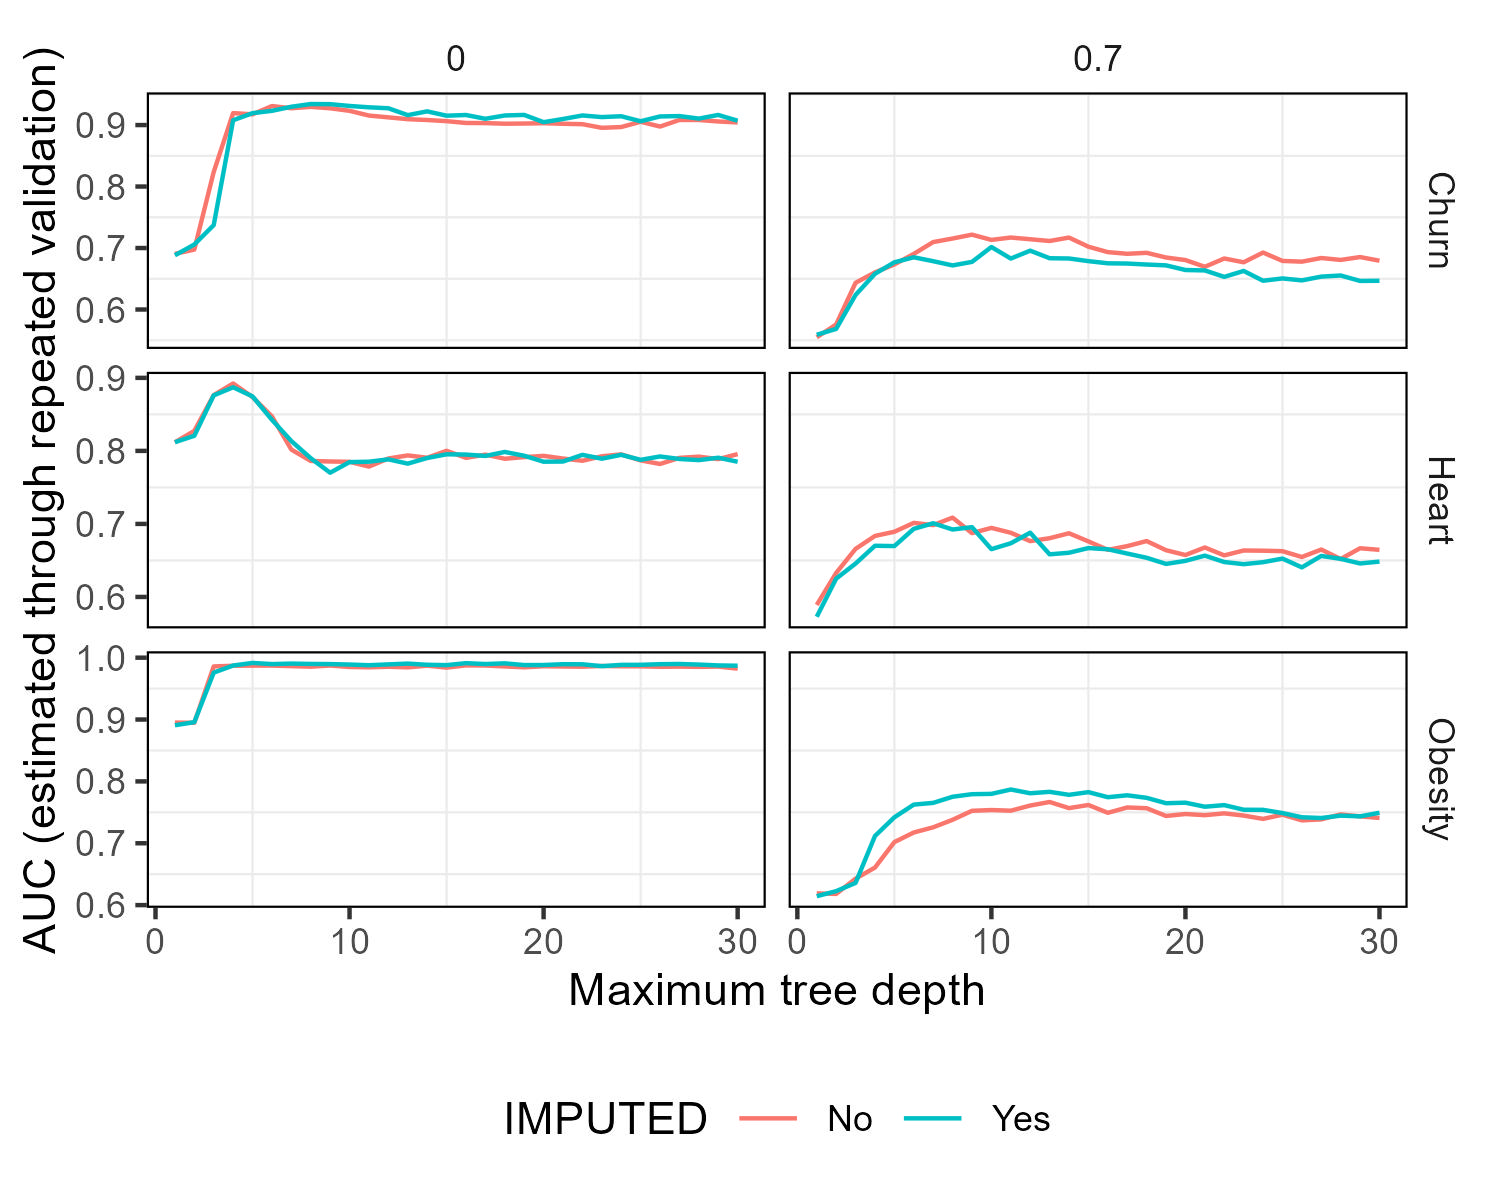 0 0.7
AUC (estimated through repeated validation)
0.9
0.8
0.7
0.6
Churn
0.9
0.8
0.7
0.6
Heart
1.0
0.9
0.8
0.7
0.6
Obesity
0 10 20 30 0 10 20 30
Maximum tree depth
IMPUTED No Yes